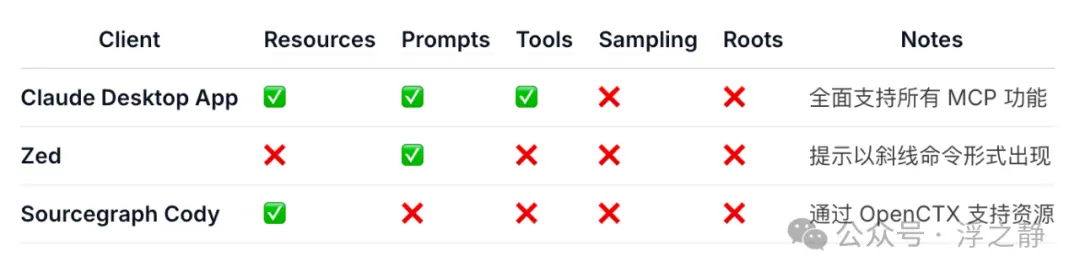 Client Resources Prompts Tools Sampling Roots Notes
Claude Desktop App ✅ ✅ ✅ ❌ ❌ 全面支持所有 MCP 功能
Zed ❌ ✅ ❌ ❌ ❌ 提示以斜线命令形式出现
Sourcegraph Cody ✅ ❌ ❌ ❌ ❌ 通过 OpenCTX 支持资源
公众号 · 浮之静